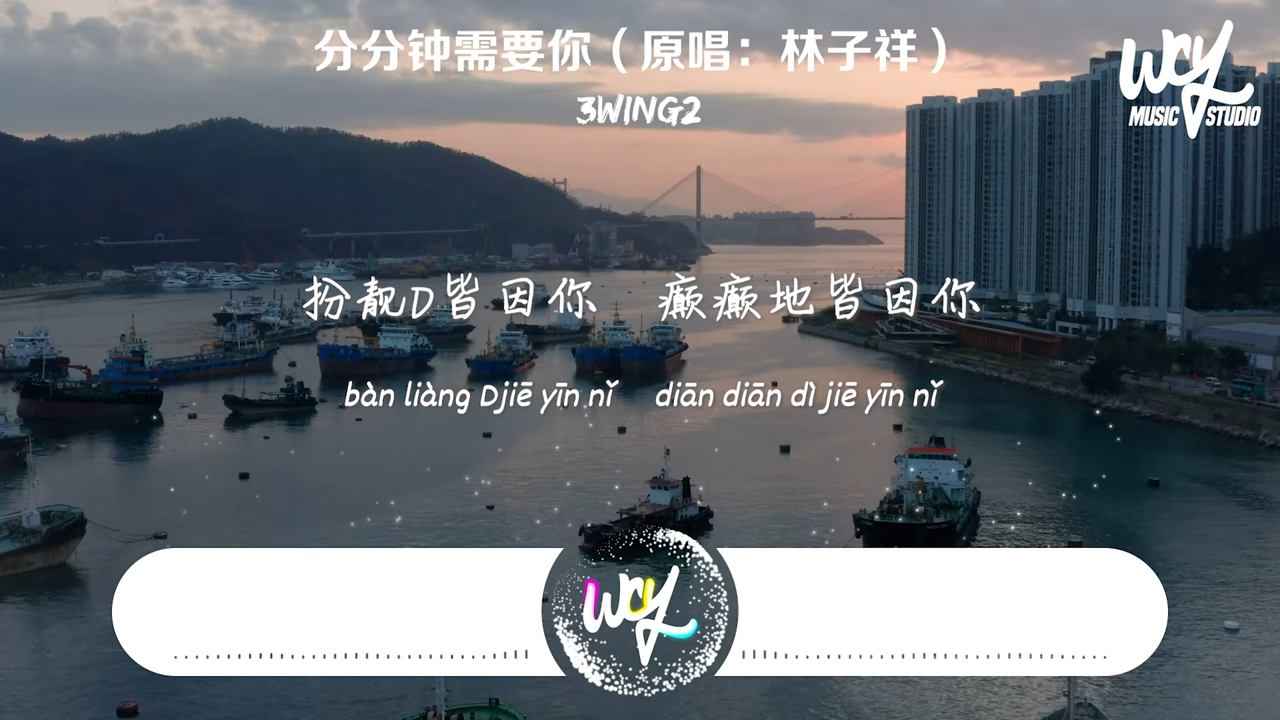 分分钟需要你（原唱：林子祥）
3WING2
WCY
MUSIC STUDIO
扮靓D皆因你 癫癫地皆因你
bàn liàng Djiē yīn nǐ diān diān dì jiē yīn nǐ
WCY